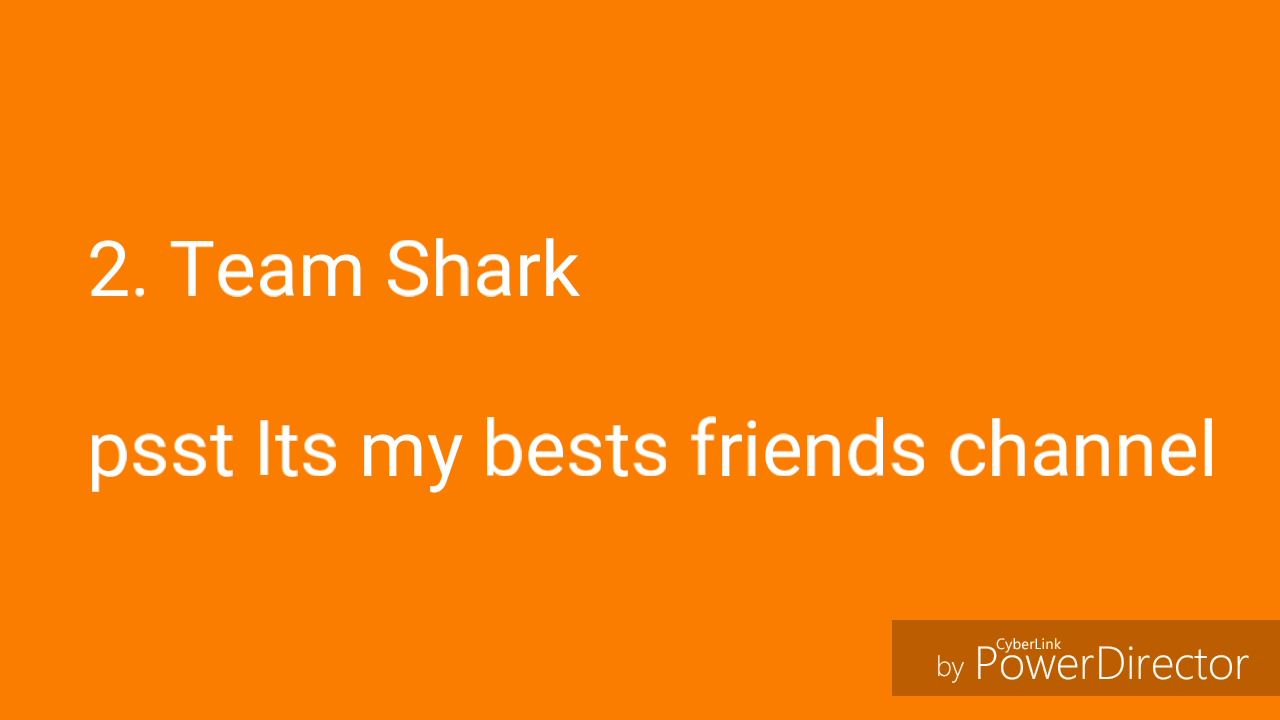 2. Team Shark
psst Its my bests friends channel
by CyberLink PowerDirector